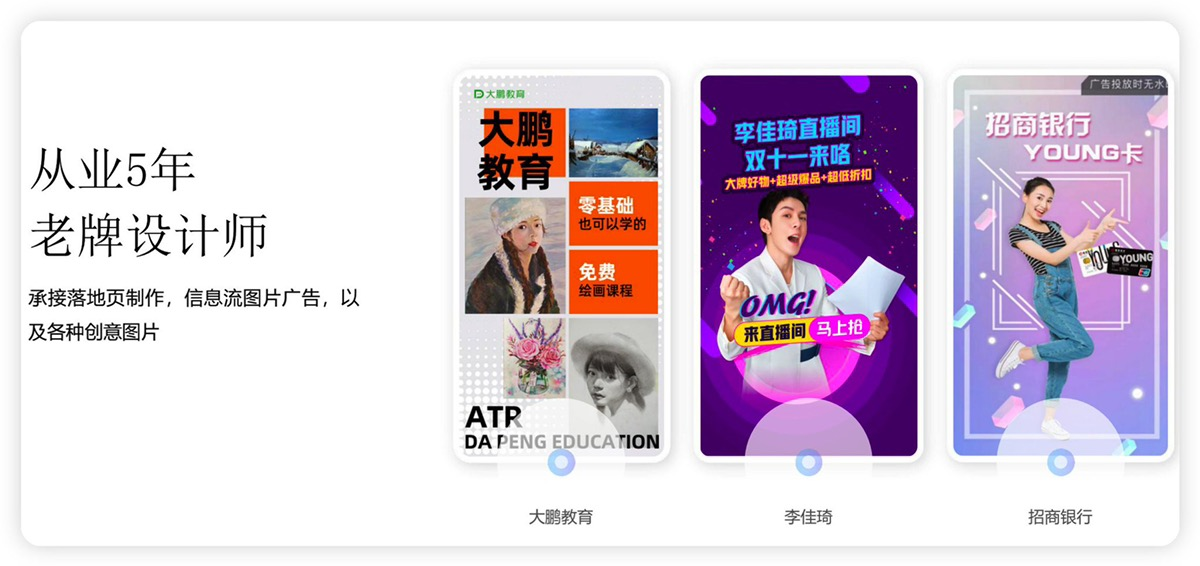 从业5年
老牌设计师
承接落地页制作，信息流图片广告，以
及各种创意图片
大鹏教育
大鹏
教育
零基础
也可以学的
免费
绘画课程
ATR
DA PENG EDUCATION
大鹏教育
李佳琦直播间
双十一来咯
大牌好物+超级爆品+超低折扣
OMG!
来直播间 马上抢
李佳琦
广告投放时无水
招商银行
YOUNG卡
YOUNG
招商银行